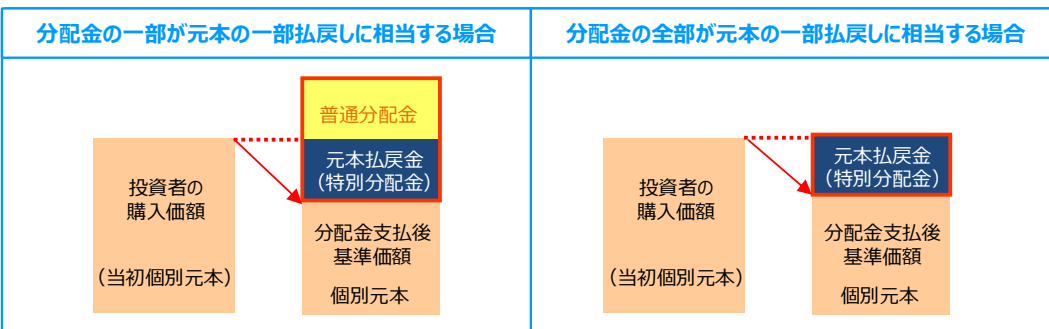 分配金の一部が元本の一部払戻しに相当する場合
分配金の全部が元本の一部払戻しに相当する場合
普通分配金
元本払戻金
(特別分配金)
投資者の
購入価額
(当初個別元本)
分配金支払後
基準価額
個別元本
元本払戻金
(特別分配金)
投資者の
購入価額
(当初個別元本)
分配金支払後
基準価額
個別元本